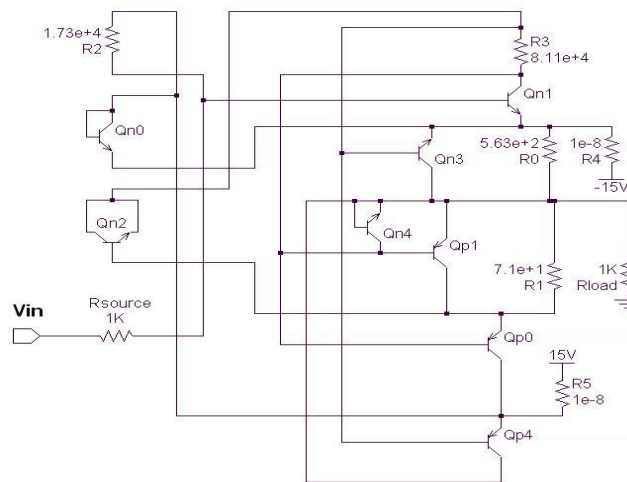 1.73e+4
R2
R3
8.11e+4
Qn1
Qn0
Qn3
5.63e+2
R0
1e-8
R4
-15V
Qn2
Qn4
Qp1
7.1e+1
R1
1K
Rload
Vin
Rsource
1K
Qp0
15V
R5
1e-8
Qp4